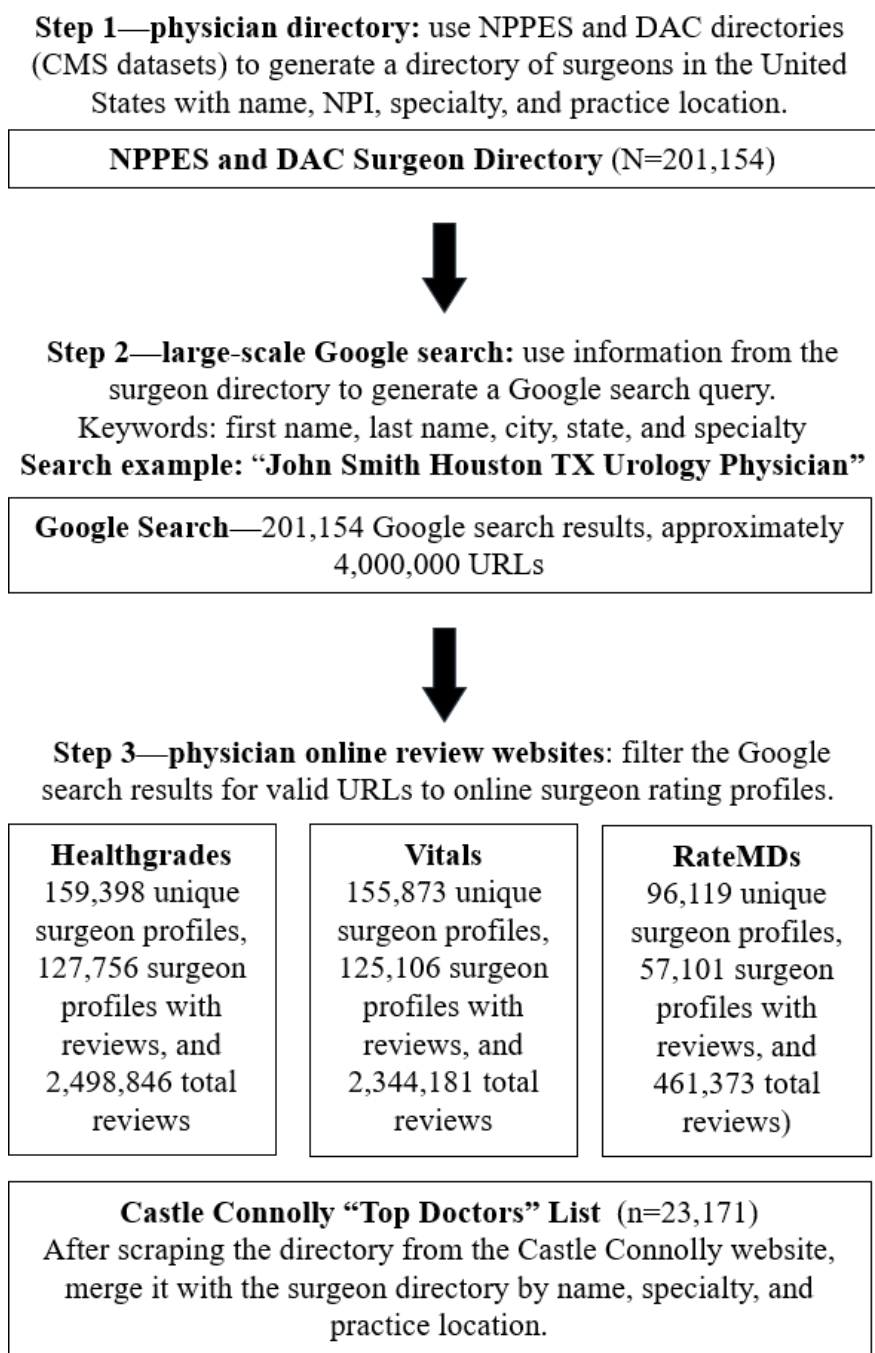 Step 1—physician directory: use NPPES and DAC directories
(CMS datasets) to generate a directory of surgeons in the United
States with name, NPI, specialty, and practice location.
NPPES and DAC Surgeon Directory (N=201,154)
Step 2—large-scale Google search: use information from the
surgeon directory to generate a Google search query.
Keywords: first name, last name, city, state, and specialty
Search example: “John Smith Houston TX Urology Physician”
Google Search—201,154 Google search results, approximately
4,000,000 URLs
Step 3—physician online review websites: filter the Google
search results for valid URLs to online surgeon rating profiles.
Healthgrades
159,398 unique
surgeon profiles,
127,756 surgeon
profiles with
reviews, and
2,498,846 total
reviews
Vitals
155,873 unique
surgeon profiles,
125,106 surgeon
profiles with
reviews, and
2,344,181 total
reviews
RateMDs
96,119 unique
surgeon profiles,
57,101 surgeon
profiles with
reviews, and
461,373 total
reviews)
Castle Connolly “Top Doctors” List (n=23,171)
After scraping the directory from the Castle Connolly website,
merge it with the surgeon directory by name, specialty, and
practice location.